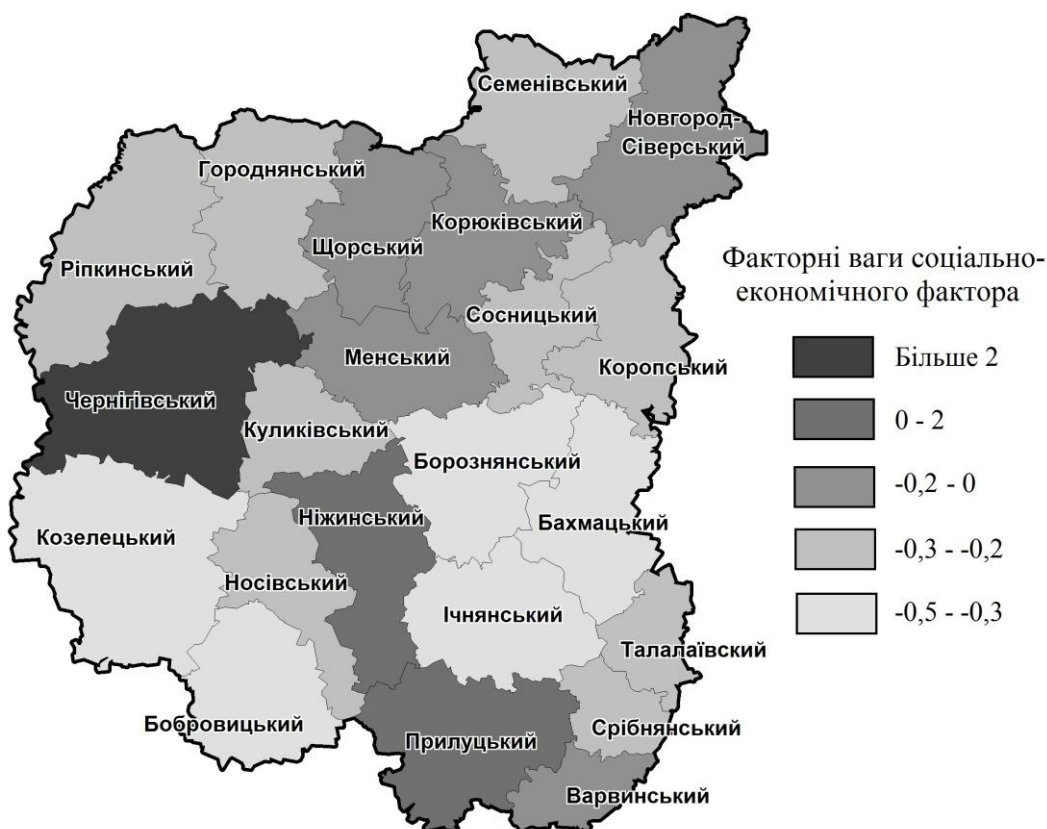 Семенівський
Новгород-
Сіверський
Городнянський
Корюківський
Щорський
Ріпкинський
Сосницький
Менський
Коропський
Чернігівський
Куликівський
Борознянський
Ніжинський
Бахмацький
Козелецький
Носівський
Ічнянський
Талалаївский
Бобровицький
Срібнянський
Прилуцький
Варвинський
Факторні ваги соціально-
економічного фактора
Більше 2
0 - 2
-0,2 - 0
-0,3 - -0,2
-0,5 - -0,3